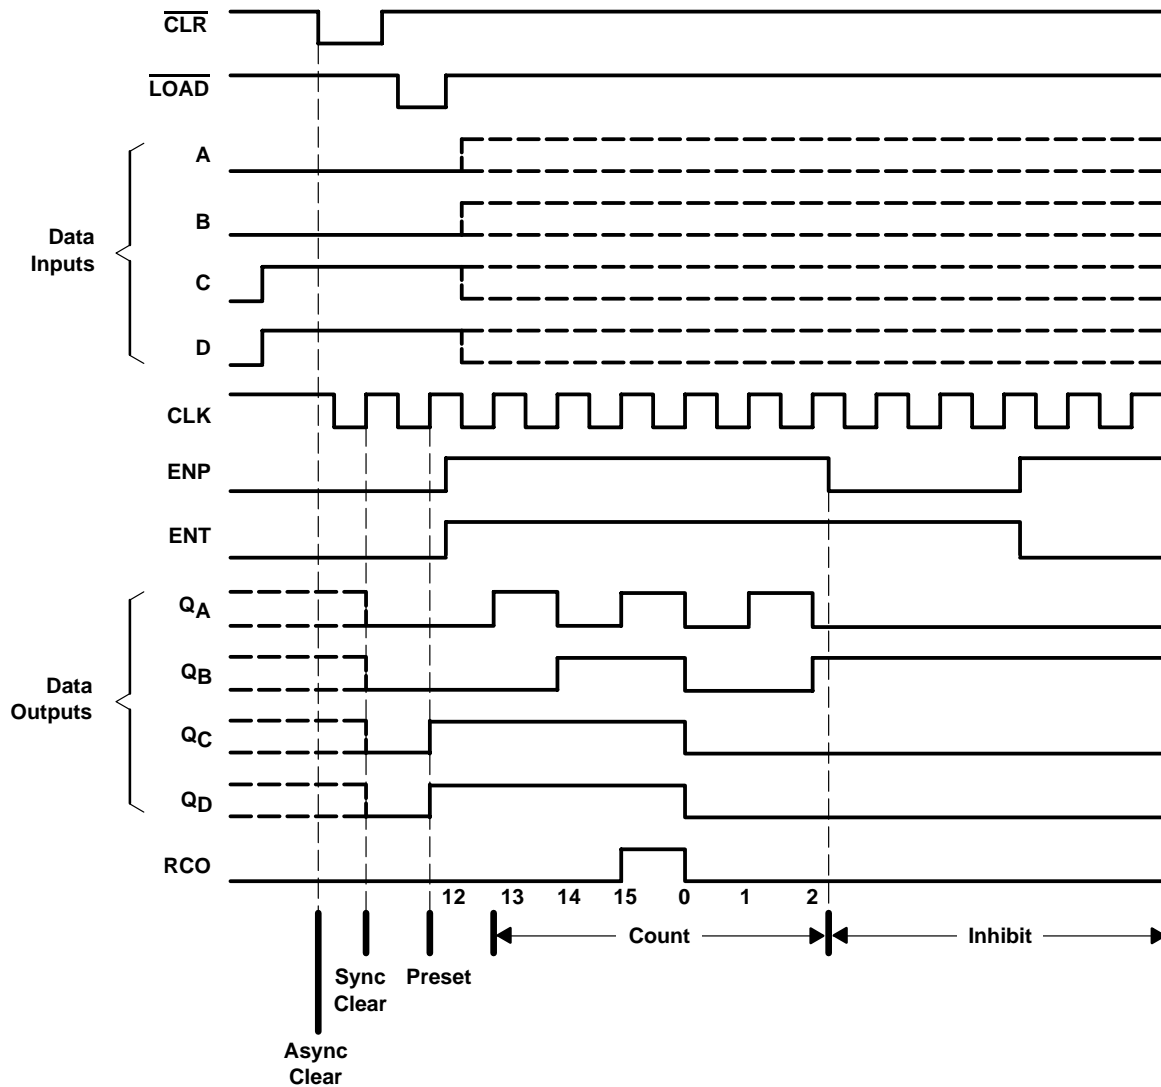 CLR
LOAD
A
B
Data
Inputs
C
D
CLK
ENP
ENT
QA
QB
Data
Outputs
QC
QD
RCO
12 13 14 15 0 1 2
Count Inhibit
Sync
Clear
Preset
Async
Clear